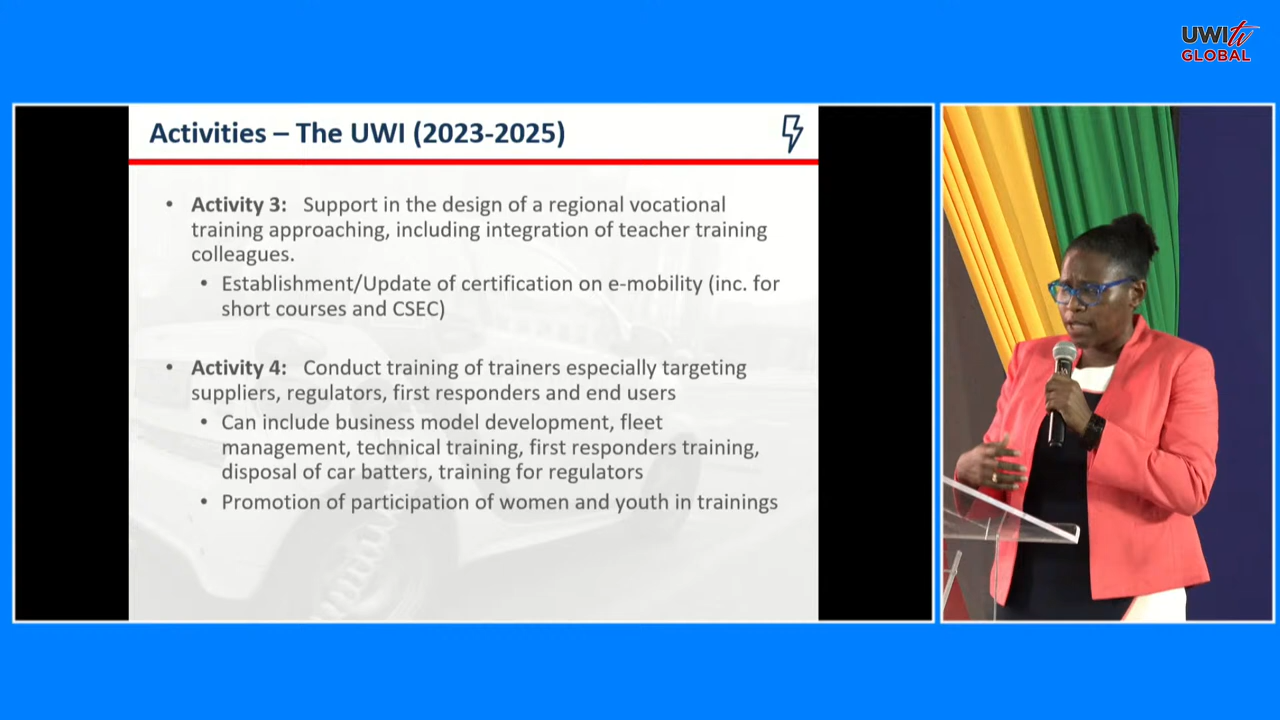 UWI tv
GLOBAL
Activities – The UWI (2023-2025)
• Activity 3: Support in the design of a regional vocational
training approaching, including integration of teacher training
colleagues.
• Establishment/Update of certification on e-mobility (inc. for
short courses and CSEC)
• Activity 4: Conduct training of trainers especially targeting
suppliers, regulators, first responders and end users
• Can include business model development, fleet
management, technical training, first responders training,
disposal of car batters, training for regulators
• Promotion of participation of women and youth in trainings